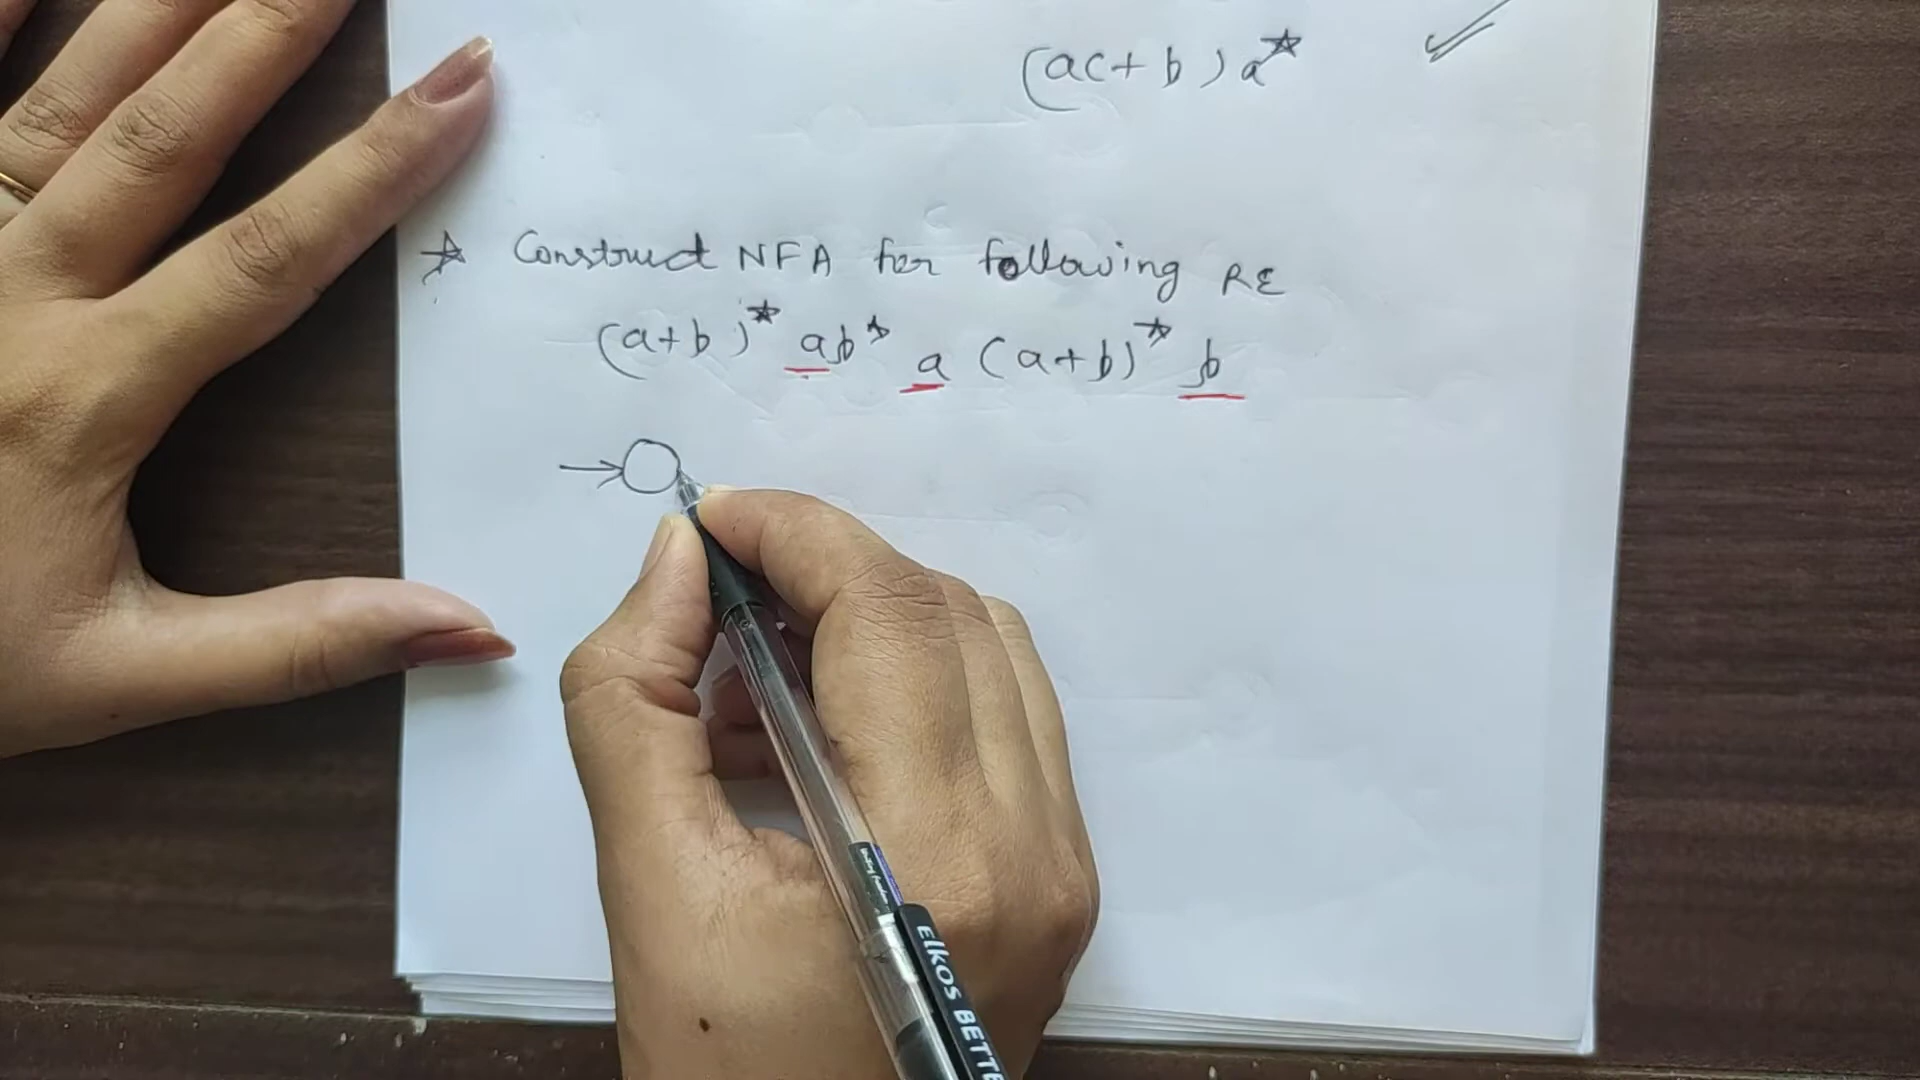 (ac+b)a*
☆ Construct NFA for following RE
(a+b)* ab* a (a+b)* b
Elkos BETTE